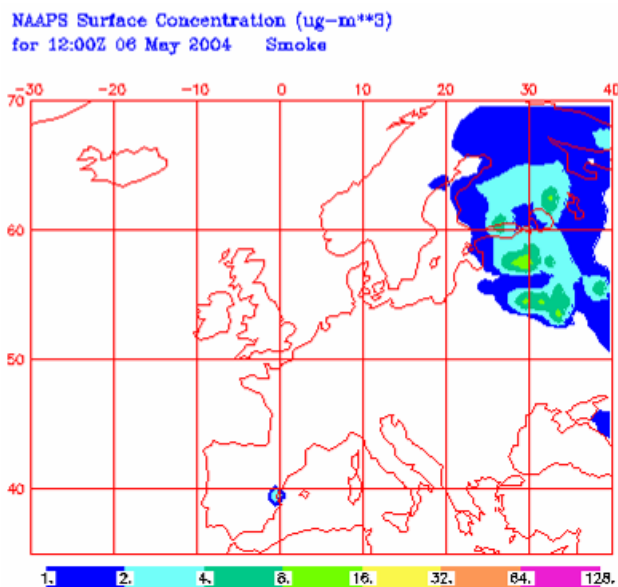 NAAPS Surface Concentration (ug-m**3)
for 12:00Z 06 May 2004 Smoke
-30 -20 -10 0 10 20 30 40
70
60
50
40
1. 2. 4. 8. 16. 32. 64. 128.